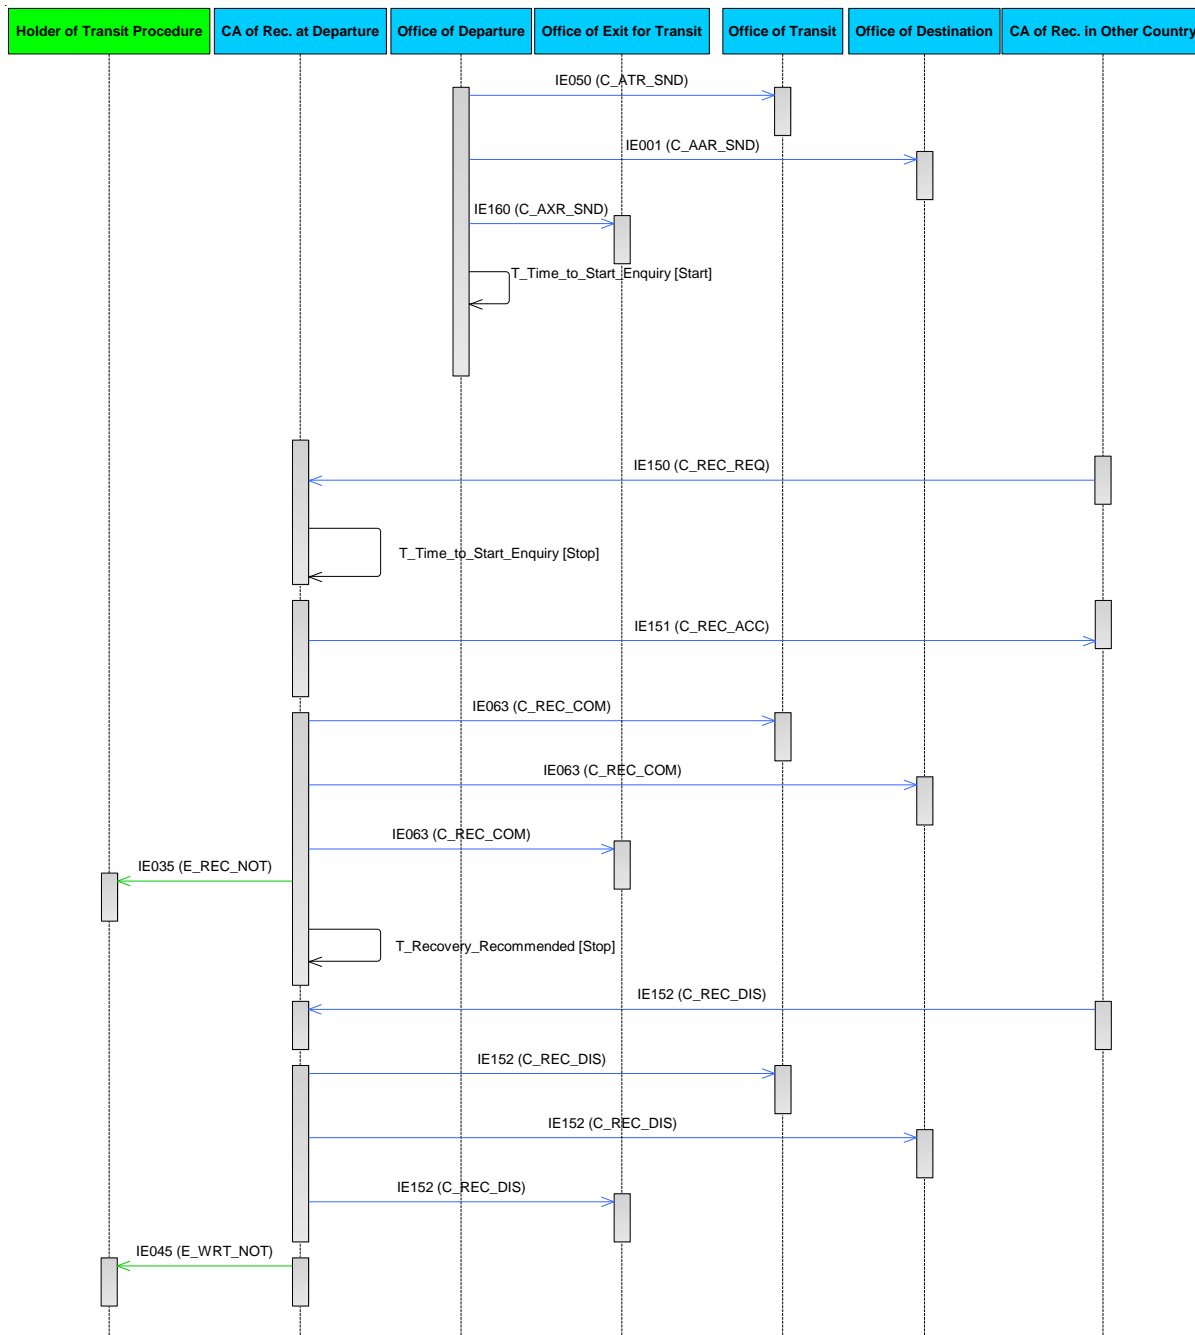 Holder of Transit Procedure
CA of Rec. at Departure
Office of Departure
Office of Exit for Transit
Office of Transit
Office of Destination
CA of Rec. in Other Country
IE050 (C_ATR_SND)
IE001 (C_AAR_SND)
IE160 (C_AXR_SND)
T_Time_to_Start_Enquiry [Start]
IE150 (C_REC_REQ)
T_Time_to_Start_Enquiry [Stop]
IE151 (C_REC_ACC)
IE063 (C_REC_COM)
IE063 (C_REC_COM)
IE063 (C_REC_COM)
IE035 (E_REC_NOT)
T_Recovery_Recommended [Stop]
IE152 (C_REC_DIS)
IE152 (C_REC_DIS)
IE152 (C_REC_DIS)
IE152 (C_REC_DIS)
IE045 (E_WRT_NOT)